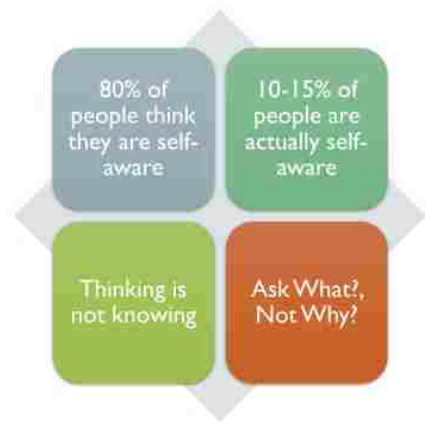 80% of
people think
they are self-
aware
10-15% of
people are
actually self-
aware
Thinking is
not knowing
Ask What?,
Not Why?